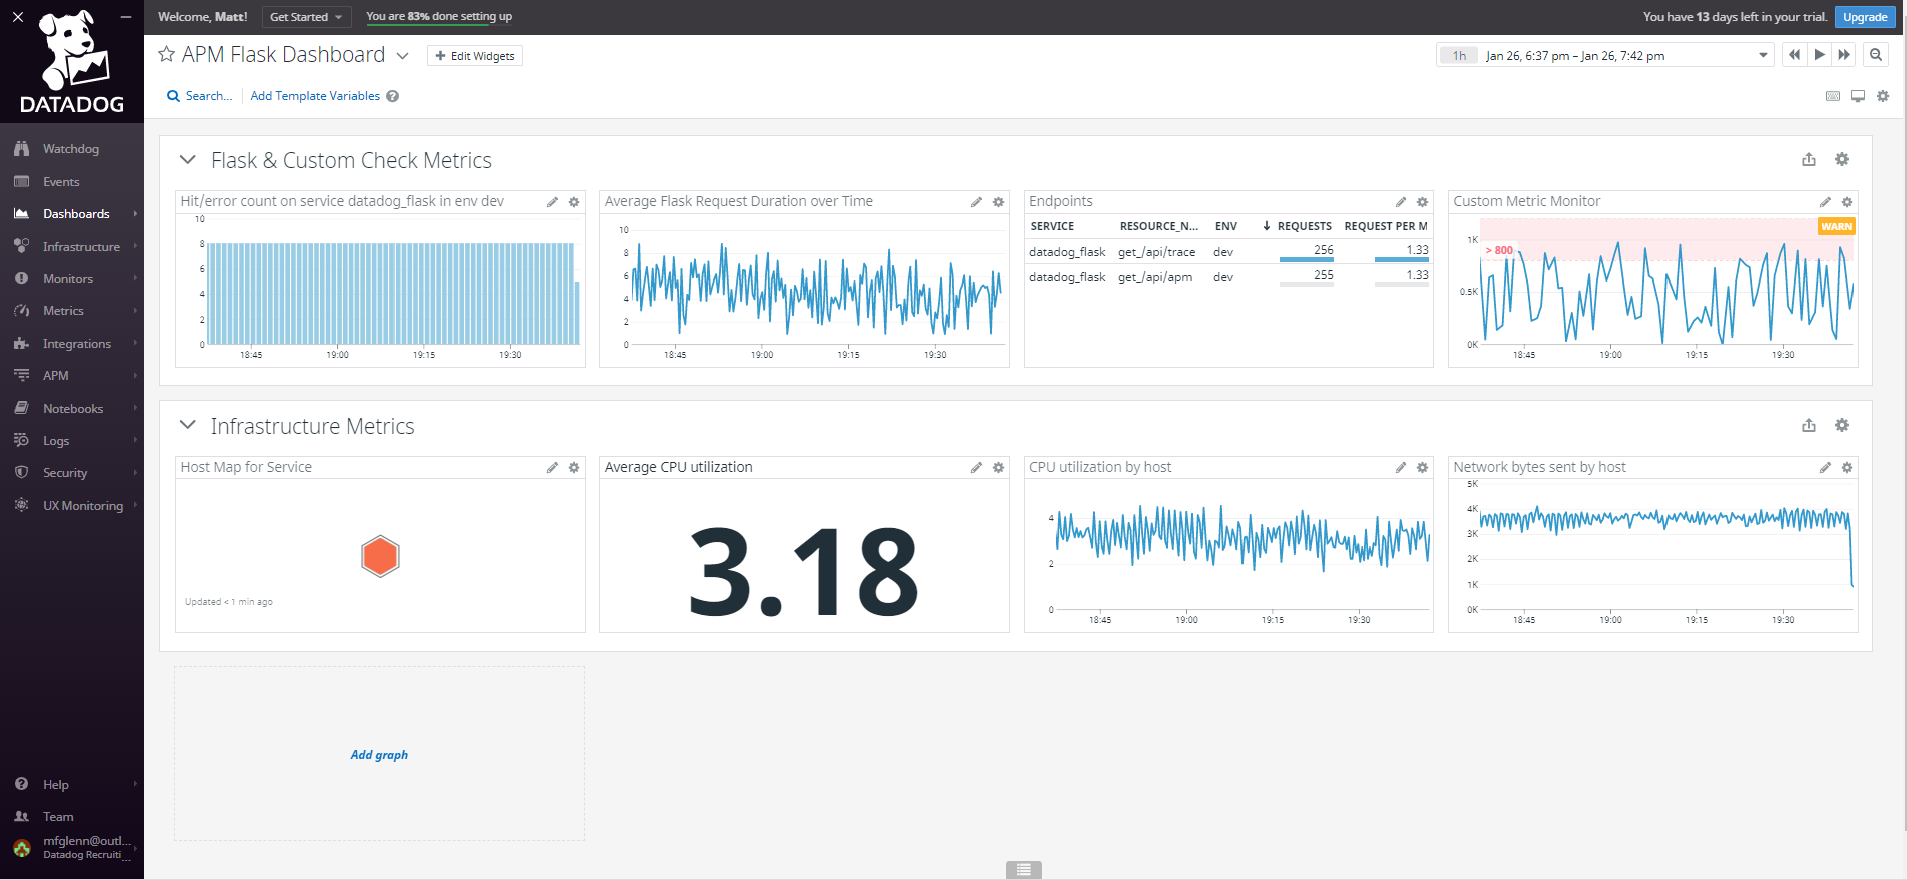 Welcome, Matt!
Get Started
You are 83% done setting up
You have 13 days left in your trial.
Upgrade
DATADOG
APM Flask Dashboard
Edit Widgets
1h
Jan 26, 6:37 pm – Jan 26, 7:42 pm
Search...
Add Template Variables
Watchdog
Events
Dashboards
Infrastructure
Monitors
Metrics
Integrations
APM
Notebooks
Logs
Security
UX Monitoring
Help
Team
mfglenn@outl...
Datadog Recruiti...
Flask & Custom Check Metrics
Hit/error count on service datadog_flask in env dev
10
8
6
4
2
0
18:45 19:00 19:15 19:30
Average Flask Request Duration over Time
10
8
6
4
2
0
18:45 19:00 19:15 19:30
Endpoints
SERVICE RESOURCE_N... ENV REQUESTS REQUEST PER M
datadog_flask get_/api/trace dev 256 1.33
datadog_flask get_/api/apm dev 255 1.33
Custom Metric Monitor
WARN
1K
> 800
0.5K
0K
18:45 19:00 19:15 19:30
Infrastructure Metrics
Host Map for Service
Updated < 1 min ago
Average CPU utilization
3.18
CPU utilization by host
4
2
0
18:45 19:00 19:15 19:30
Network bytes sent by host
5K
4K
3K
2K
1K
0K
18:45 19:00 19:15 19:30
Add graph